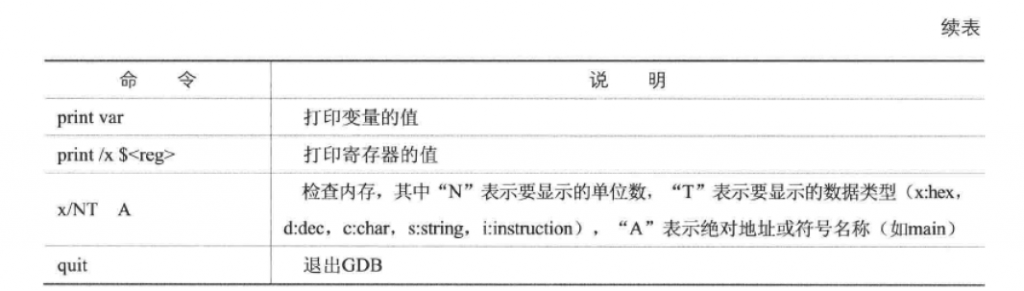 续表
命 令 说 明
print var 打印变量的值
print /x $<reg> 打印寄存器的值
x/NT A 检查内存，其中“N”表示要显示的单位数，“T”表示要显示的数据类型（x:hex，
d:dec，c:char，s:string，i:instruction），“A”表示绝对地址或符号名称（如main）
quit 退出GDB